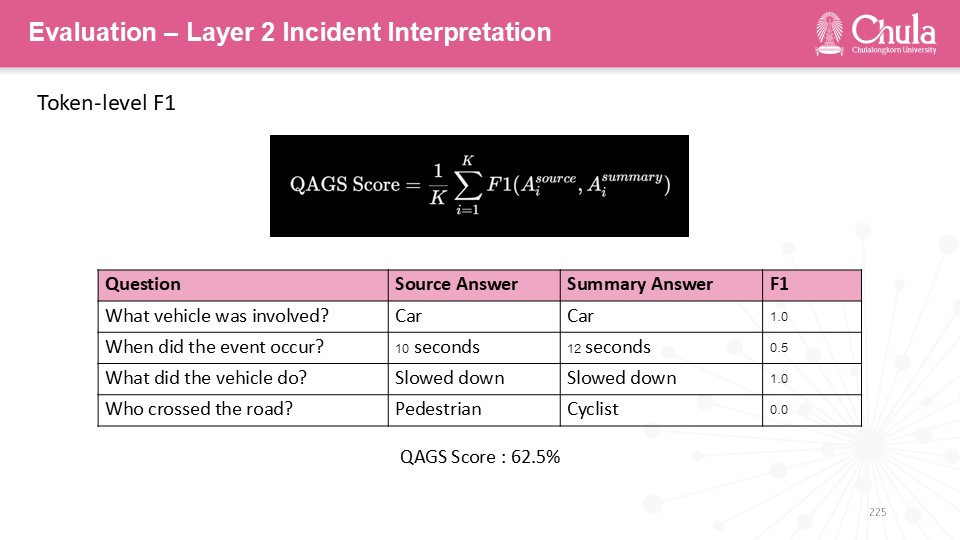 Evaluation – Layer 2 Incident Interpretation
Chula
Chulalongkorn University
Token-level F1
QAGS Score = \frac{1}{K} \sum_{i=1}^{K} F1(A_i^{source}, A_i^{summary})
Question Source Answer Summary Answer F1
What vehicle was involved? Car Car 1.0
When did the event occur? 10 seconds 12 seconds 0.5
What did the vehicle do? Slowed down Slowed down 1.0
Who crossed the road? Pedestrian Cyclist 0.0
QAGS Score : 62.5%
225